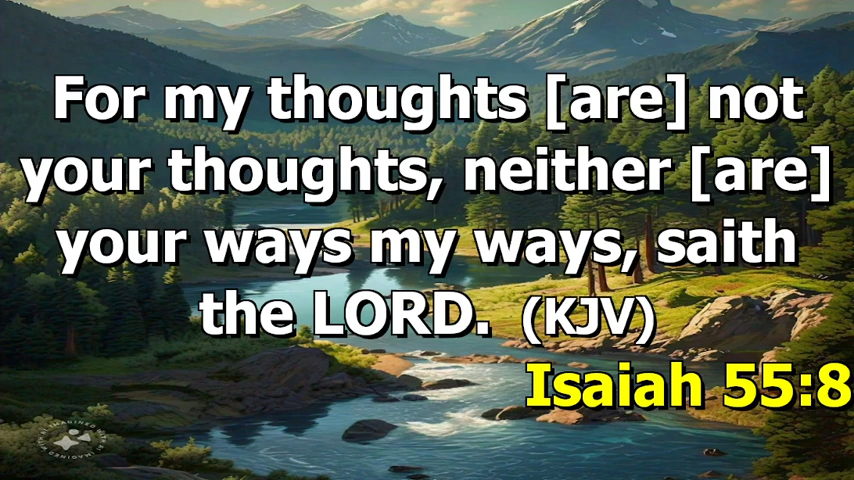 For my thoughts [are] not
your thoughts, neither [are]
your ways my ways, saith
the LORD. (KJV)
Isaiah 55:8